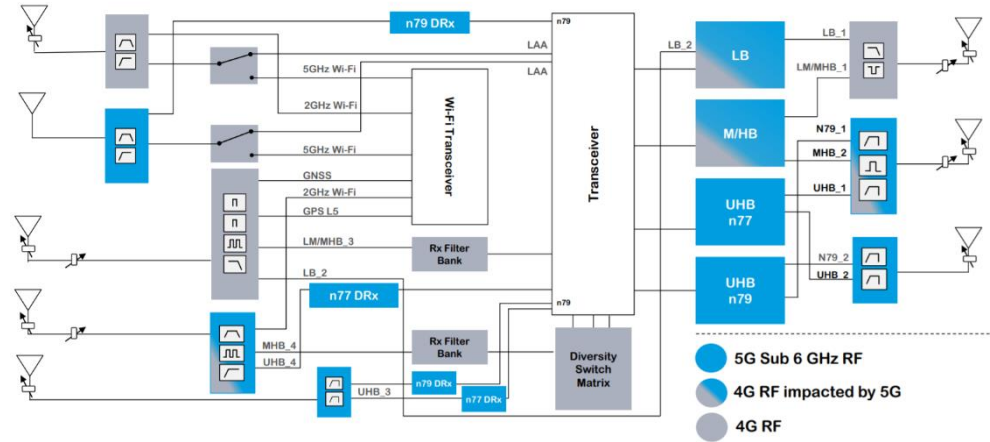 n79 DRx
n79
LAA
LAA
5GHz Wi-Fi
2GHz Wi-Fi
5GHz Wi-Fi
GNSS
2GHz Wi-Fi
GPS L5
LM/MHB_3
LB_2
Wi-Fi Transceiver
Rx Filter
Bank
n77 DRx
MHB_4
UHB_4
Rx Filter
Bank
UHB_3
n79 DRx
n77 DRx
n79
Transceiver
Diversity
Switch
Matrix
LB_2
LB
M/HB
UHB
n77
UHB
n79
LB_1
LM/MHB_1
N79_1
MHB_2
UHB_1
N79_2
UHB_2
5G Sub 6 GHz RF
4G RF impacted by 5G
4G RF